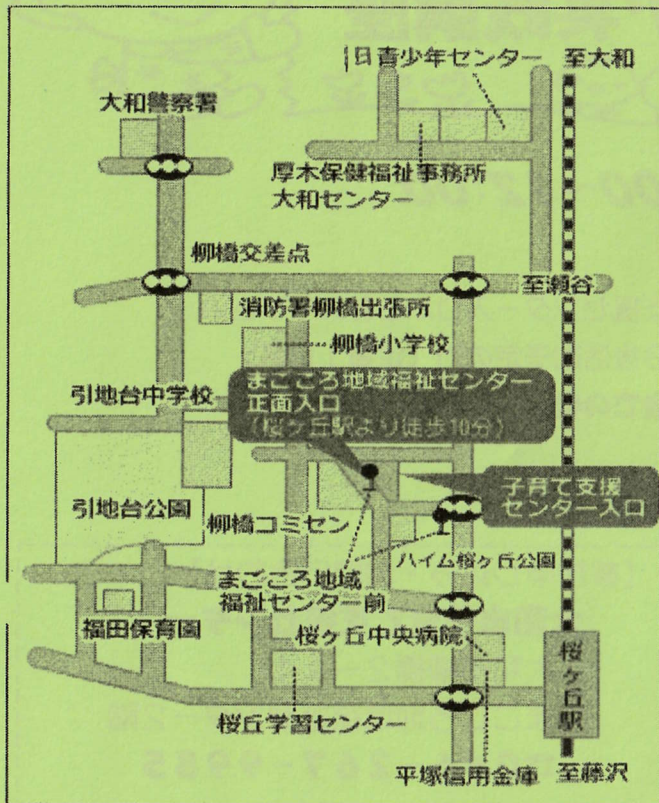 旧青少年センター
至大和
大和警察署
厚木保健福祉事務所
大和センター
柳橋交差点
至瀬谷
消防署柳橋出張所
柳橋小学校
まごころ地域福祉センター
正面入口
(桜ヶ丘駅より徒歩10分)
引地台中学校
子育て支援
センター入口
引地台公園
柳橋コミセン
ハイム桜ヶ丘公園
まごころ地域
福祉センター前
福田保育園
桜ヶ丘中央病院
桜ヶ丘駅
桜丘学習センター
平塚信用金庫
至藤沢